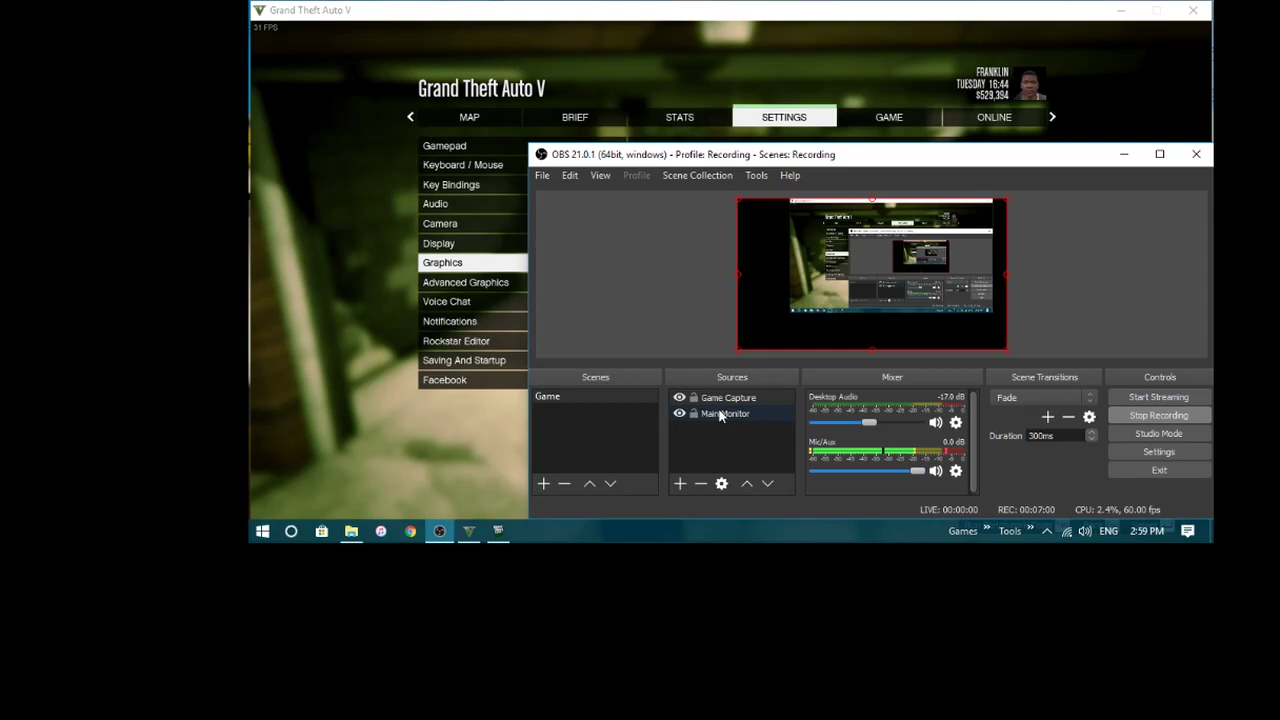 Grand Theft Auto V
31 FPS
Grand Theft Auto V
FRANKLIN
TUESDAY 16:44
$529,394
MAP
BRIEF
STATS
SETTINGS
GAME
ONLINE
Gamepad
Keyboard / Mouse
Key Bindings
Audio
Camera
Display
Graphics
Advanced Graphics
Voice Chat
Notifications
Rockstar Editor
Saving And Startup
Facebook
OBS 21.0.1 (64bit, windows) - Profile: Recording - Scenes: Recording
File Edit View Profile Scene Collection Tools Help
Scenes
Game
Sources
Game Capture
MainMonitor
Mixer
Desktop Audio -17.0 dB
Mic/Aux 0.0 dB
Scene Transitions
Fade
Duration 300ms
Controls
Start Streaming
Stop Recording
Studio Mode
Settings
Exit
LIVE: 00:00:00 REC: 00:07:00 CPU: 2.4%, 60.00 fps
Games » Tools » ENG 2:59 PM